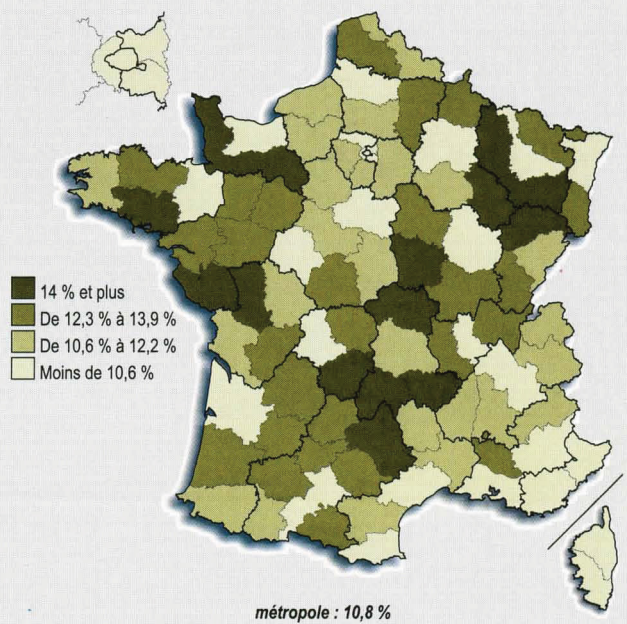 14 % et plus
De 12,3 % à 13,9 %
De 10,6 % à 12,2 %
Moins de 10,6 %
métropole : 10,8 %